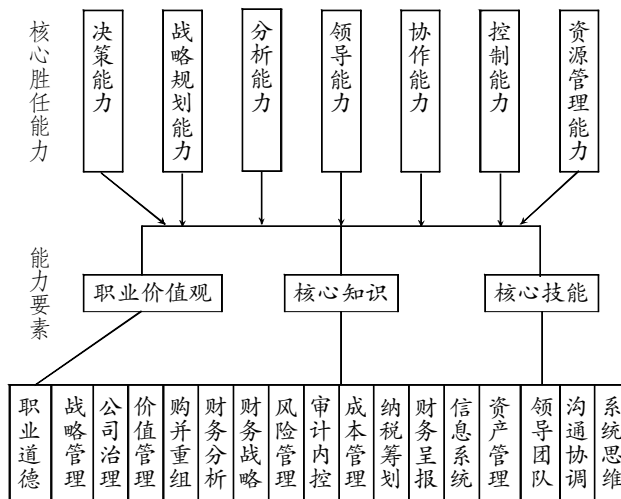 核心胜任能力
决策能力
战略规划能力
分析能力
领导能力
协作能力
控制能力
资源管理能力
能力要素
职业价值观
核心知识
核心技能
职业道德
战略管理
公司治理
价值管理
购并重组
财务分析
财务战略
风险管理
审计内控
成本管理
纳税筹划
财务呈报
信息系统
资产管理
领导团队
沟通协调
系统思维